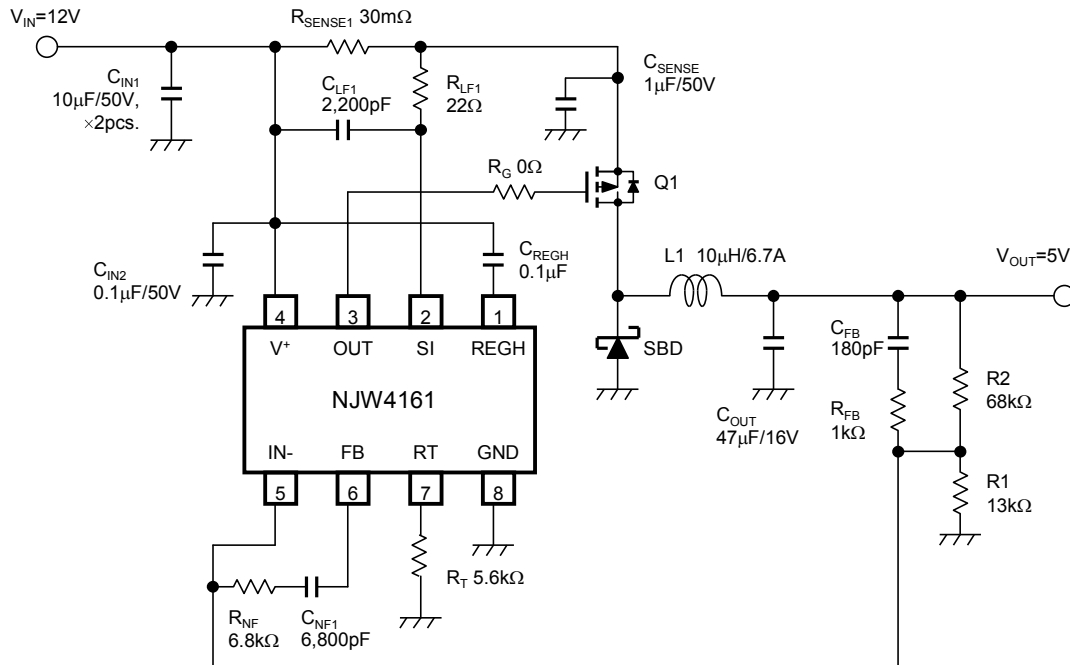 V_IN=12V
R_SENSE1 30mΩ
C_IN1
10µF/50V,
×2pcs.
C_LF1
2,200pF
R_LF1
22Ω
C_SENSE
1µF/50V
R_G 0Ω
Q1
C_IN2
0.1µF/50V
C_REGH
0.1µF
L1 10µH/6.7A
V_OUT=5V
4
3
2
1
V⁺
OUT
SI
REGH
NJW4161
IN-
FB
RT
GND
5
6
7
8
SBD
C_OUT
47µF/16V
C_FB
180pF
R_FB
1kΩ
R2
68kΩ
R1
13kΩ
R_T 5.6kΩ
R_NF
6.8kΩ
C_NF1
6,800pF